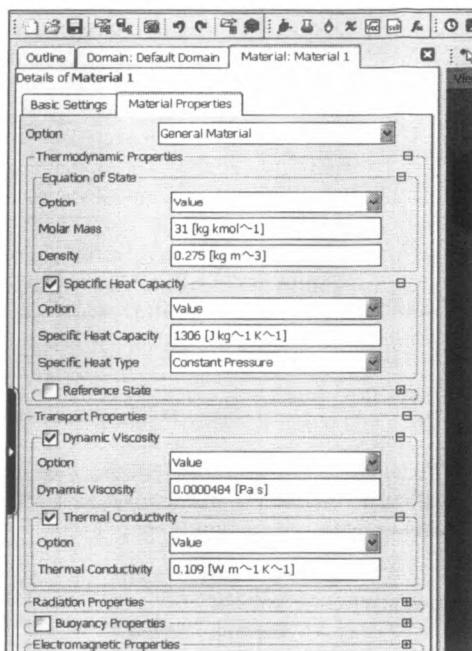 Outline
Domain: Default Domain
Material: Material 1
Details of Material 1
Basic Settings
Material Properties
Option
General Material
Thermodynamic Properties
Equation of State
Option
Value
Molar Mass
31 [kg kmol^-1]
Density
0.275 [kg m^-3]
Specific Heat Capacity
Option
Value
Specific Heat Capacity
1306 [J kg^-1 K^-1]
Specific Heat Type
Constant Pressure
Reference State
Transport Properties
Dynamic Viscosity
Option
Value
Dynamic Viscosity
0.0000484 [Pa s]
Thermal Conductivity
Option
Value
Thermal Conductivity
0.109 [W m^-1 K^-1]
Radiation Properties
Buoyancy Properties
Electromagnetic Properties